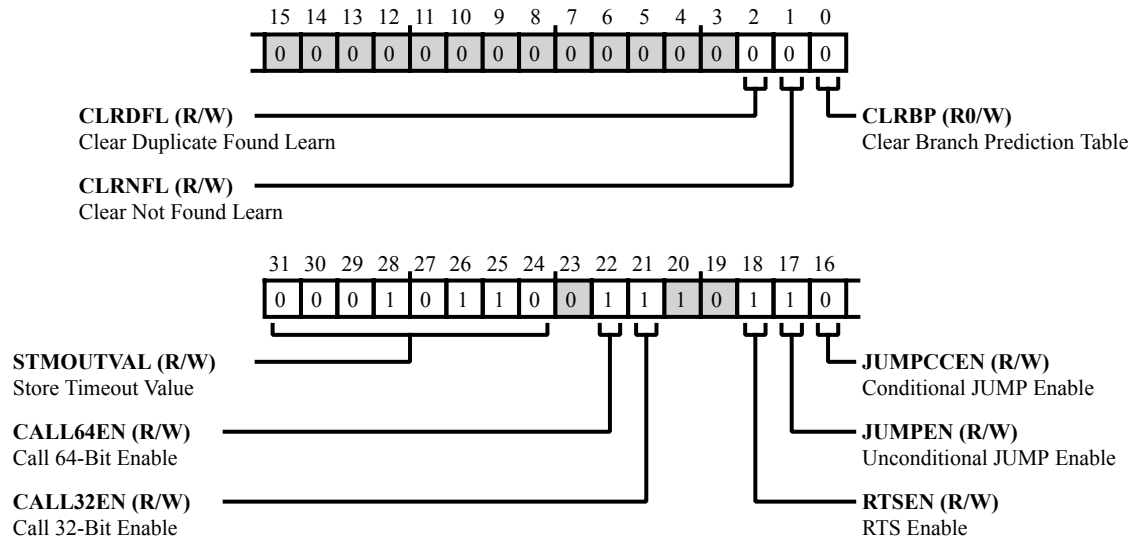 15 14 13 12 11 10 9 8 7 6 5 4 3 2 1 0
0 0 0 0 0 0 0 0 0 0 0 0 0 0 0 0
CLRDFL (R/W)
Clear Duplicate Found Learn
CLRBP (R0/W)
Clear Branch Prediction Table
CLRNFL (R/W)
Clear Not Found Learn
31 30 29 28 27 26 25 24 23 22 21 20 19 18 17 16
0 0 0 1 0 1 1 0 0 1 1 1 0 1 1 0
STMOUTVAL (R/W)
Store Timeout Value
JUMPCCEN (R/W)
Conditional JUMP Enable
CALL64EN (R/W)
Call 64-Bit Enable
JUMPEN (R/W)
Unconditional JUMP Enable
CALL32EN (R/W)
Call 32-Bit Enable
RTSEN (R/W)
RTS Enable